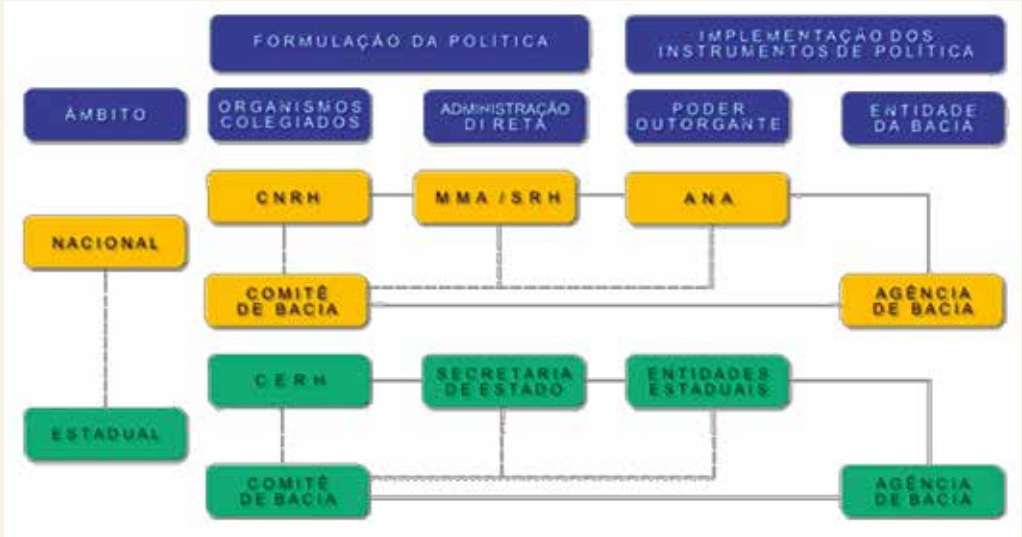 FORMULAÇÃO DA POLÍTICA
IMPLEMENTAÇÃO DOS
INSTRUMENTOS DE POLÍTICA
ÂMBITO
ORGANISMOS
COLEGIADOS
ADMINISTRAÇÃO
DIRETA
PODER
OUTORGANTE
ENTIDADE
DA BACIA
NACIONAL
CNRH
MMA / SRH
ANA
COMITÊ
DE BACIA
AGÊNCIA
DE BACIA
ESTADUAL
CERH
SECRETARIA
DE ESTADO
ENTIDADES
ESTADUAIS
COMITÊ
DE BACIA
AGÊNCIA
DE BACIA